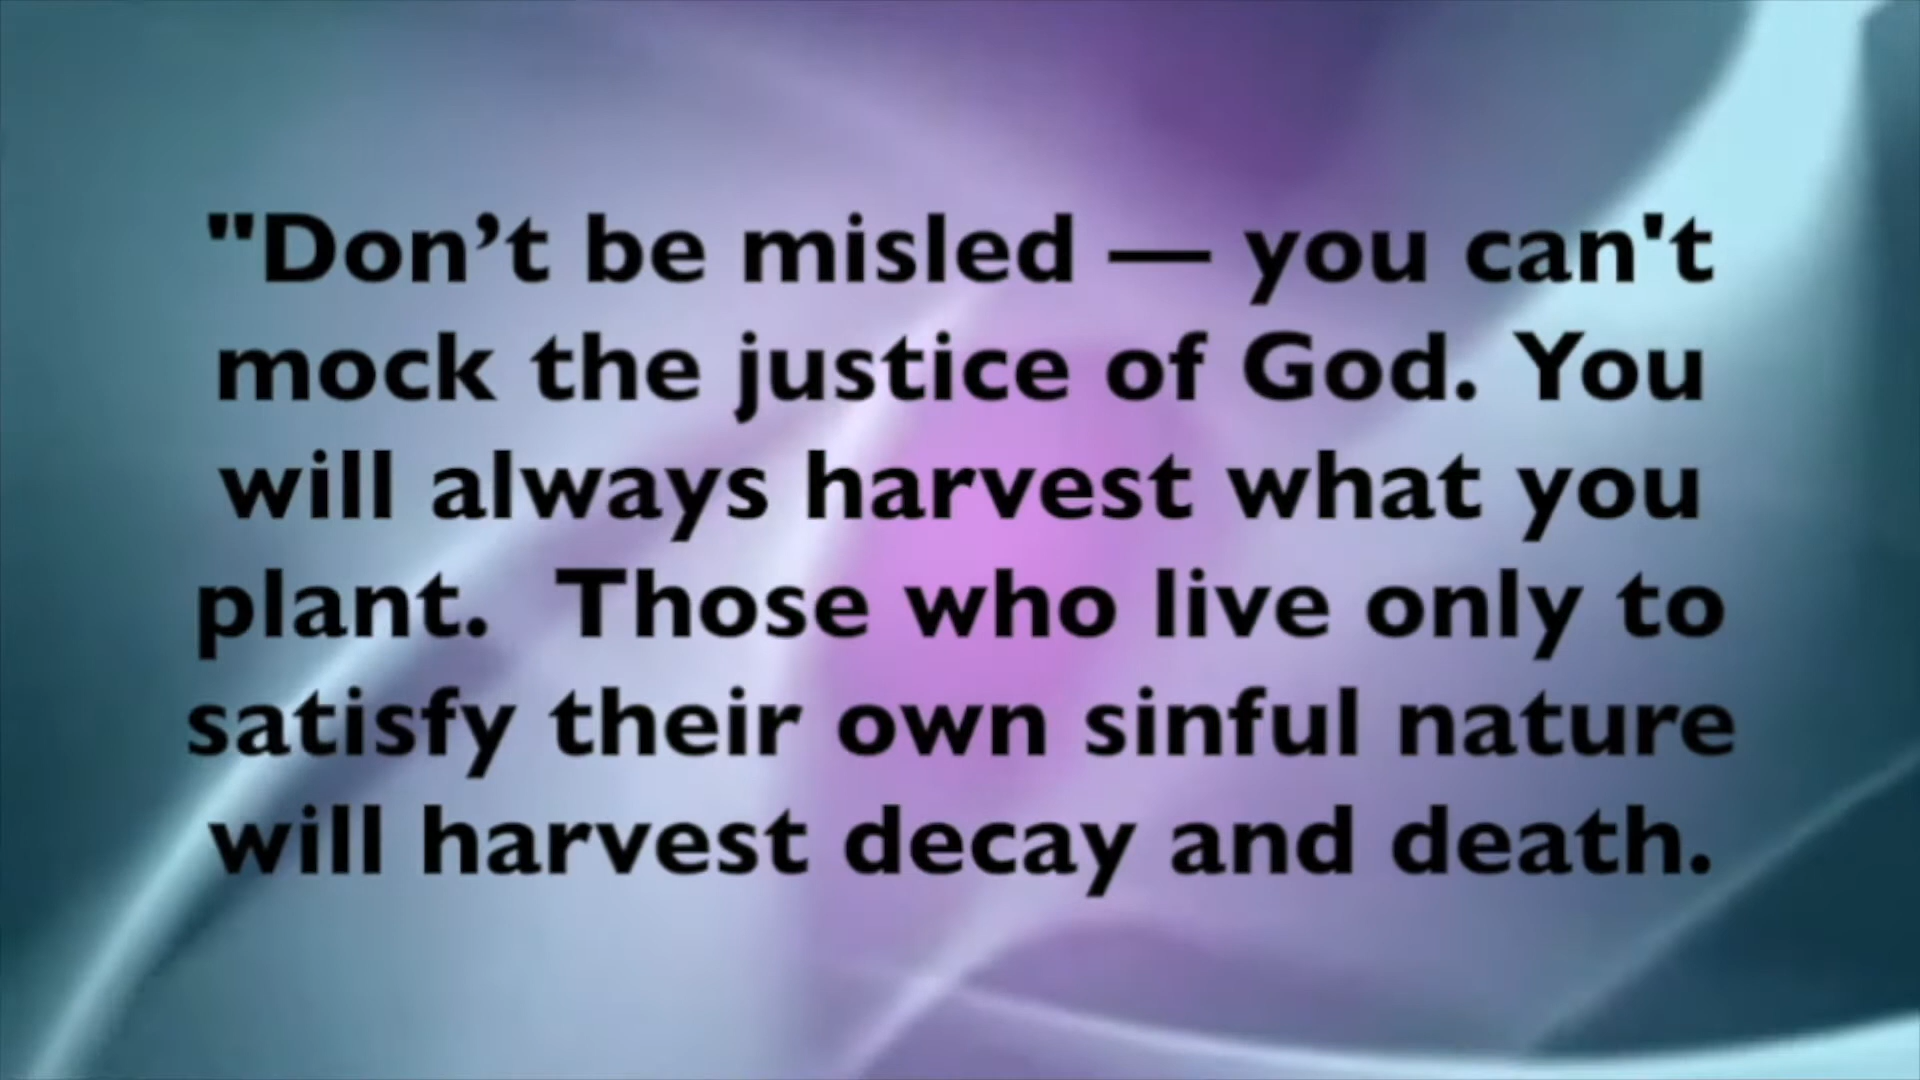 "Don’t be misled — you can't
mock the justice of God. You
will always harvest what you
plant.  Those who live only to
satisfy their own sinful nature
will harvest decay and death.